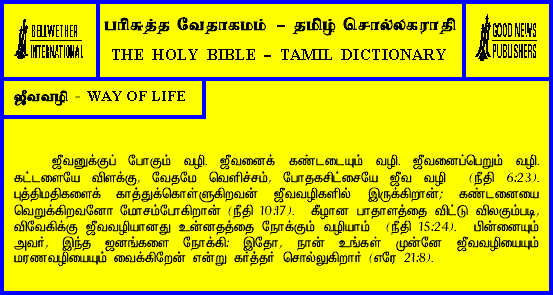 BELLWETHER
INTERNATIONAL
பரிசுத்த வேதாகமம் – தமிழ் சொல்லகராதி
THE HOLY BIBLE – TAMIL DICTIONARY
GOOD NEWS
PUBLISHERS
ஜீவவழி - WAY OF LIFE
ஜீவனுக்குப் போகும் வழி. ஜீவனைக் கண்டடையும் வழி. ஜீவனைப்பெறும் வழி.
கட்டளையே விளக்கு, வேதமே வெளிச்சம், போதகசிட்சையே ஜீவ வழி (நீதி 6:23).
புத்திமதிகளைக் காத்துக்கொள்ளுகிறவன் ஜீவவழிகளில் இருக்கிறான்; கண்டனையை
வெறுக்கிறவனோ மோசம்போகிறான் (நீதி 10:17). கீழான பாதாளத்தை விட்டு விலகும்படி,
விவேகிக்கு ஜீவவழியானது உன்னதத்தை நோக்கும் வழியாம் (நீதி 15:24). பின்னையும்
அவர், இந்த ஜனங்களை நோக்கி: இதோ, நான் உங்கள் முன்னே ஜீவவழியையும்
மரணவழியையும் வைக்கிறேன் என்று கர்த்தர் சொல்லுகிறார் (எரே 21:8).